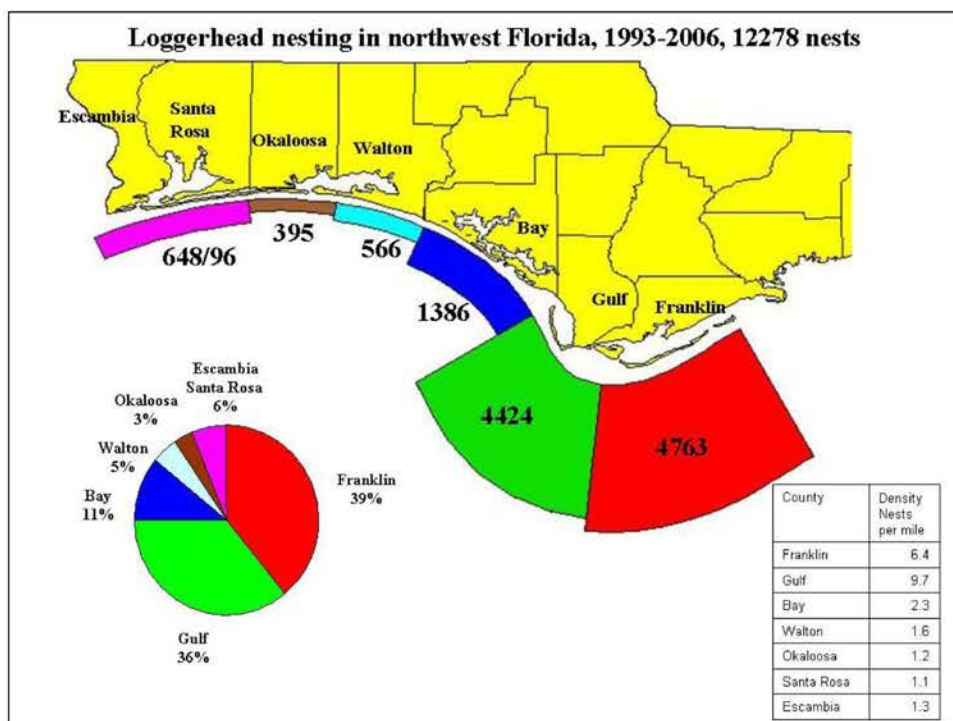 Loggerhead nesting in northwest Florida, 1993-2006, 12278 nests
Escambia
Santa
Rosa
Okaloosa
Walton
Bay
Gulf
Franklin
648/96
395
566
1386
4424
4763
Escambia
Santa Rosa
6%
Okaloosa
3%
Walton
5%
Bay
11%
Franklin
39%
Gulf
36%
County Density
Nests
per mile
Franklin 6.4
Gulf 9.7
Bay 2.3
Walton 1.6
Okaloosa 1.2
Santa Rosa 1.1
Escambia 1.3